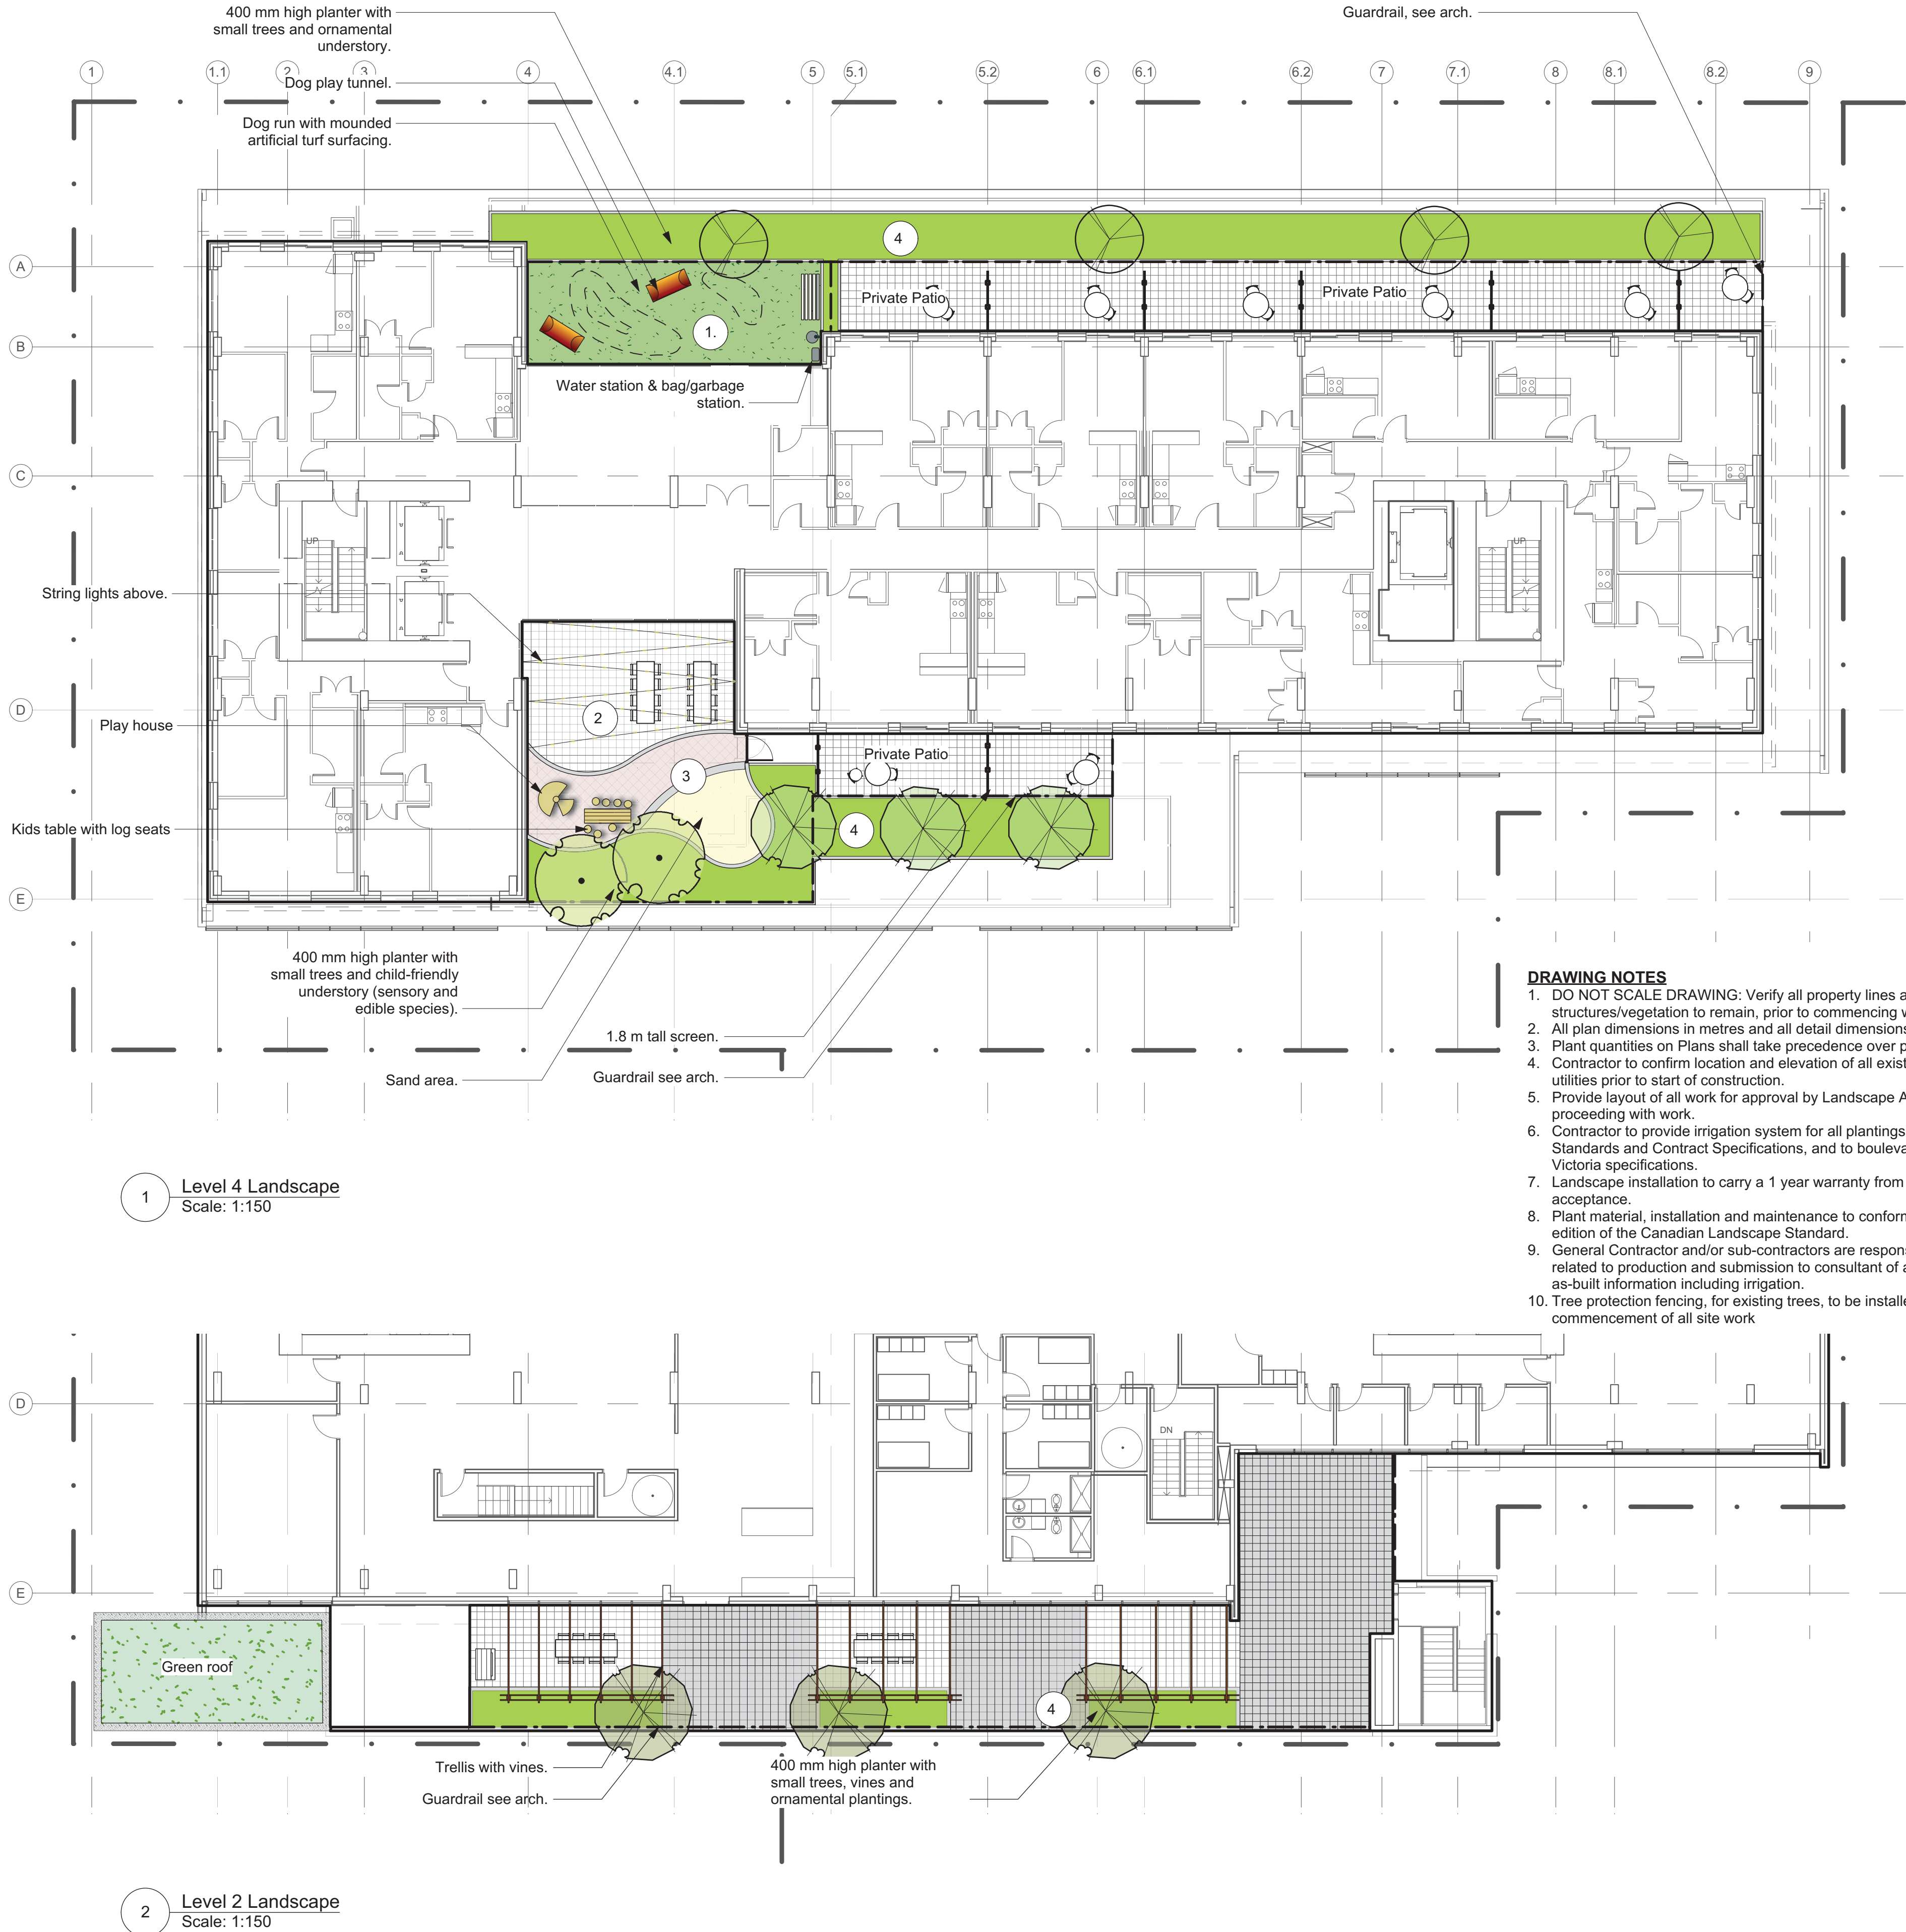 400 mm high planter with
small trees and ornamental
understory.
Guardrail, see arch.
1
1.1
2
3
4
4.1
5
5.1
5.2
6
6.1
6.2
7
7.1
8
8.1
8.2
9
Dog play tunnel.
Dog run with mounded
artificial turf surfacing.
4
A
Private Patio
Private Patio
1.
B
Water station & bag/garbage
station.
C
UP
UP
String lights above.
D
2
Play house
Private Patio
3
Kids table with log seats
4
E
400 mm high planter with
small trees and child-friendly
understory (sensory and
edible species).
1.8 m tall screen.
Sand area.
Guardrail see arch.
DRAWING NOTES
1. DO NOT SCALE DRAWING: Verify all property lines a
structures/vegetation to remain, prior to commencing w
2. All plan dimensions in metres and all detail dimensions
3. Plant quantities on Plans shall take precedence over p
4. Contractor to confirm location and elevation of all exist
utilities prior to start of construction.
5. Provide layout of all work for approval by Landscape A
proceeding with work.
6. Contractor to provide irrigation system for all plantings
Standards and Contract Specifications, and to bouleva
Victoria specifications.
7. Landscape installation to carry a 1 year warranty from
acceptance.
8. Plant material, installation and maintenance to conform
edition of the Canadian Landscape Standard.
9. General Contractor and/or sub-contractors are respons
related to production and submission to consultant of a
as-built information including irrigation.
10. Tree protection fencing, for existing trees, to be installe
commencement of all site work
1
Level 4 Landscape
Scale: 1:150
D
DN
E
Green roof
4
Trellis with vines.
Guardrail see arch.
400 mm high planter with
small trees, vines and
ornamental plantings.
2
Level 2 Landscape
Scale: 1:150